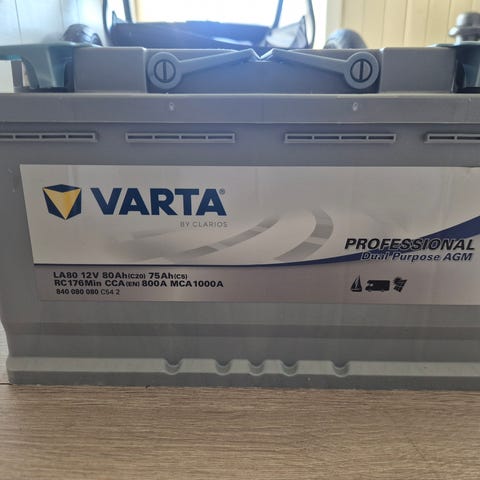 VARTA®
BY CLARIOS
PROFESSIONAL
Dual Purpose AGM
LA80 12V 80Ah(C20) 75Ah(C5)
RC176Min CCA(EN) 800A MCA1000A
840 080 080 C54 2